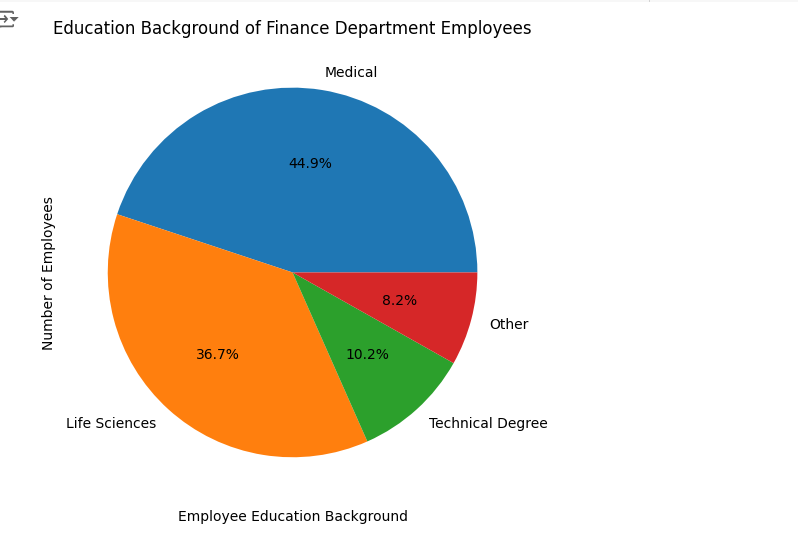 Education Background of Finance Department Employees
Medical
44.9%
Number of Employees
8.2%
Other
36.7%
10.2%
Life Sciences
Technical Degree
Employee Education Background